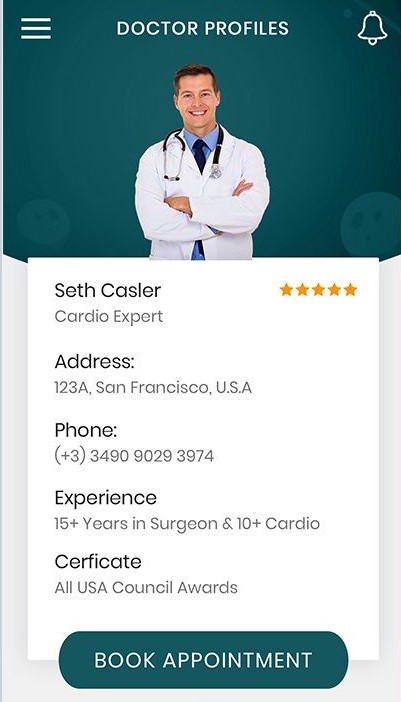 DOCTOR PROFILES
Seth Casler
Cardio Expert
Address:
123A, San Francisco, U.S.A
Phone:
(+3) 3490 9029 3974
Experience
15+ Years in Surgeon & 10+ Cardio
Cerficate
All USA Council Awards
BOOK APPOINTMENT